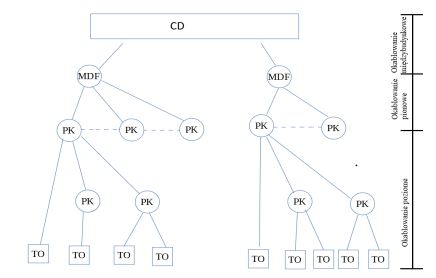 CD
Okablowanie
międzybudynkowe
MDF
MDF
Okablowanie
pionowe
PK
PK
PK
PK
PK
PK
PK
PK
PK
Okablowanie poziome
TO
TO
TO
TO
TO
TO
TO
TO
TO